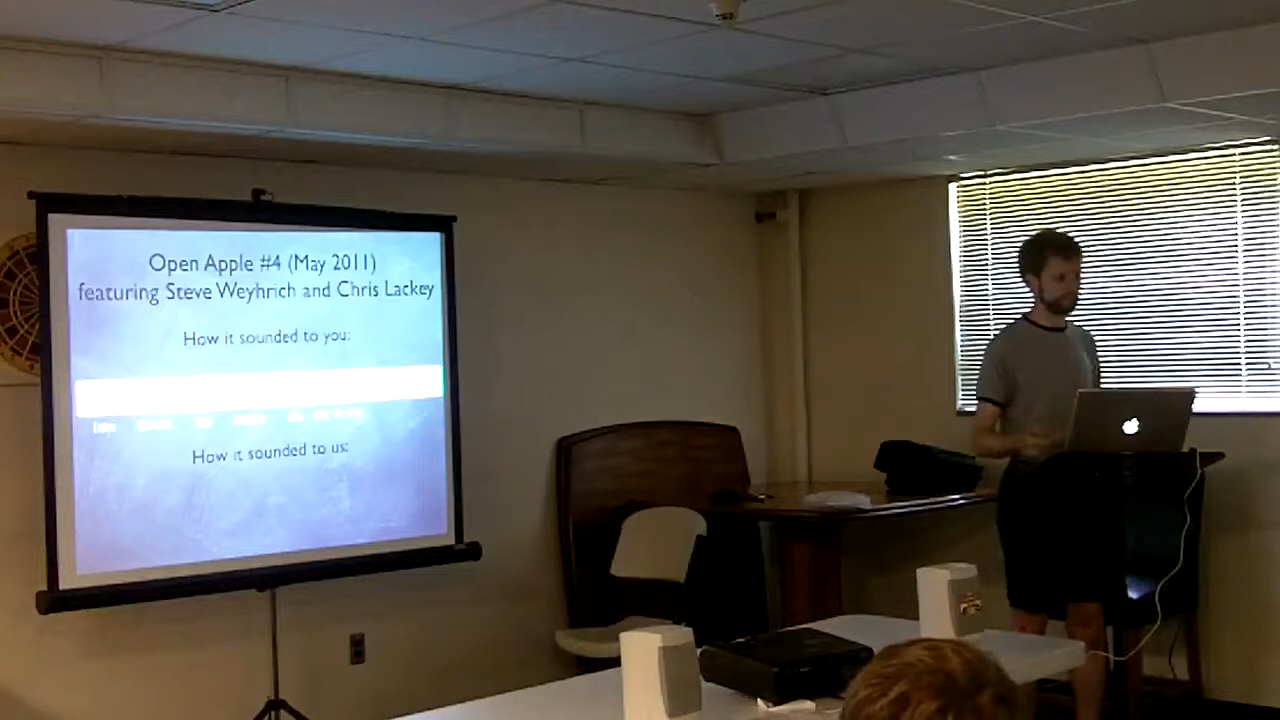 Open Apple #4 (May 2011)
featuring Steve Weyhrich and Chris Lackey
How it sounded to you:
How it sounded to us: